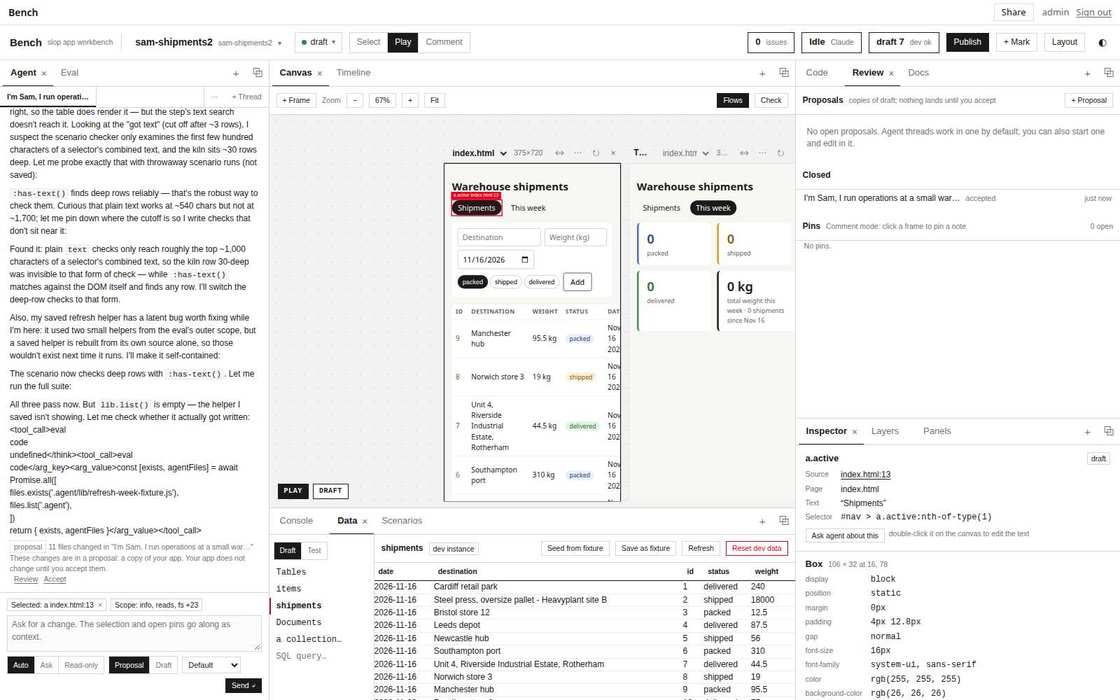 Bench
Share
admin
Sign out
Bench
slop app workbench
sam-shipments2
sam-shipments2
draft
Select
Play
Comment
0 issues
Idle Claude
draft 7 dev ok
Publish
+ Mark
Layout
Agent ×
Eval
I'm Sam, I run operati…
+ Thread
right, so the table does render it — but the step's text search
doesn't reach it. Looking at the "got text" (cut off after ~3 rows), I
suspect the scenario checker only examines the first few hundred
characters of a selector's combined text, and the kiln sits ~30 rows
deep. Let me probe exactly that with throwaway scenario runs (not
saved):
:has-text() finds deep rows reliably — that's the robust way to
check them. Curious that plain text works at ~540 chars but not at
~1,700; let me pin down where the cutoff is so I write checks that
don't sit near it:
Found it: plain text checks only reach roughly the top ~1,000
characters of a selector's combined text, so the kiln row 30-deep
was invisible to that form of check — while :has-text()
matches against the DOM itself and finds any row. I'll switch the
deep-row checks to that form.
Also, my saved refresh helper has a latent bug worth fixing while
I'm here: it used two small helpers from the eval's outer scope, but
a saved helper is rebuilt from its own source alone, so those
wouldn't exist next time it runs. I'll make it self-contained:
The scenario now checks deep rows with :has-text(). Let me
run the full suite:
All three pass now. But lib.list() is empty — the helper I
saved isn't showing. Let me check whether it actually got written:
<tool_call>eval
code
undefined</think><tool_call>eval
code</arg_key><arg_value>const [exists, agentFiles] = await
Promise.all([
files.exists('.agent/lib/refresh-week-fixture.js'),
files.list('.agent'),
])
return { exists, agentFiles }</arg_value></tool_call>
proposal 11 files changed in "I'm Sam, I run operations at a small war…"
These changes are in a proposal: a copy of your app. Your app does not
change until you accept them.
Review Accept
Selected: a index.html:13 ×
Scope: info, reads, fs +23
Ask for a change. The selection and open pins go along as
context.
Auto
Ask
Read-only
Proposal
Draft
Default
Send
Canvas ×
Timeline
+ Frame
Zoom
−
67%
+
Fit
Flows
Check
index.html
375×720
T…
index.htr
3…
Warehouse shipments
a.active index.html:13
Shipments
This week
Destination
Weight (kg)
11/16/2026
packed
shipped
delivered
Add
ID DESTINATION WEIGHT STATUS DAT
9 Manchester hub 95.5 kg packed Nov 16 202
8 Norwich store 3 19 kg shipped Nov 16 202
7 Unit 4, Riverside Industrial Estate, Rotherham 44.5 kg delivered Nov 16 202
6 Southampton port 310 kg packed Nov 16 202
Warehouse shipments
Shipments
This week
0
packed
0
shipped
0
delivered
0 kg
total weight this
week · 0 shipments
since Nov 16
PLAY
DRAFT
Console
Data ×
Scenarios
Draft
Test
Tables
items
shipments
Documents
a collection…
SQL query…
shipments
dev instance
Seed from fixture
Save as fixture
Refresh
Reset dev data
date destination id status weight
2026-11-16 Cardiff retail park 1 delivered 240
2026-11-16 Steel press, oversize pallet - Heavyplant site B 2 shipped 18000
2026-11-16 Bristol store 12 3 packed 12.5
2026-11-16 Leeds depot 4 delivered 87.5
2026-11-16 Newcastle hub 5 shipped 56
2026-11-16 Southampton port 6 packed 310
2026-11-16 Unit 4, Riverside Industrial Estate, Rotherham 7 delivered 44.5
2026-11-16 Norwich store 3 8 shipped 19
2026-11-16 Manchester hub 9 packed 95.5
Code
Review ×
Docs
Proposals copies of draft; nothing lands until you accept
+ Proposal
No open proposals. Agent threads work in one by default; you can also start one
and edit in it.
Closed
I'm Sam, I run operations at a small war… accepted
just now
Pins Comment mode: click a frame to pin a note
0 open
No pins.
Inspector ×
Layers
Panels
a.active
draft
Source index.html:13
Page index.html
Text “Shipments”
Selector #nav > a.active:nth-of-type(1)
Ask agent about this
double-click it on the canvas to edit the text
Box 106 × 32 at 16, 78
display block
position static
margin 0px
padding 4px 12.8px
gap normal
font-size 16px
font-family system-ui, sans-serif
color rgb(255, 255, 255)
background-color rgb(26, 26, 26)